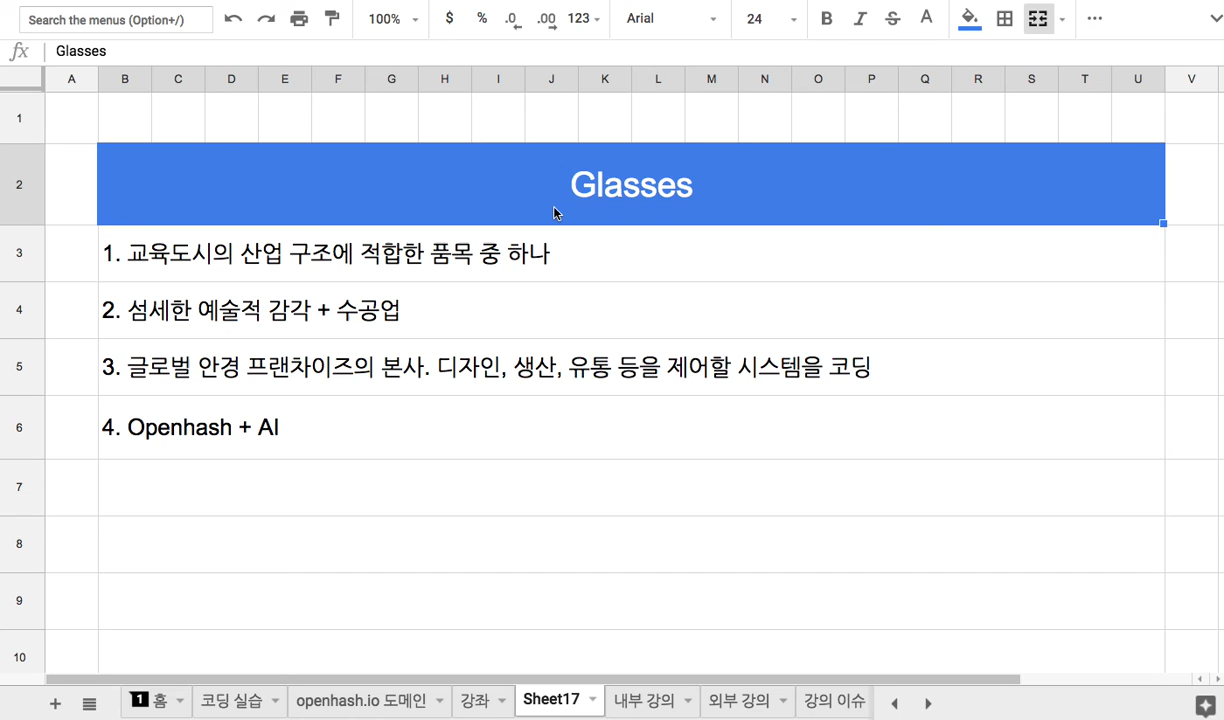 Search the menus (Option+/)
100%
$ % .0 .00 123
Arial
24
B I S A
fx Glasses
A B C D E F G H I J K L M N O P Q R S T U V
1
2 Glasses
3 1. 교육도시의 산업 구조에 적합한 품목 중 하나
4 2. 섬세한 예술적 감각 + 수공업
5 3. 글로벌 안경 프랜차이즈의 본사. 디자인, 생산, 유통 등을 제어할 시스템을 코딩
6 4. Openhash + AI
7
8
9
10
1 홈 코딩 실습 openhash.io 도메인 강좌 Sheet17 내부 강의 외부 강의 강의 이슈